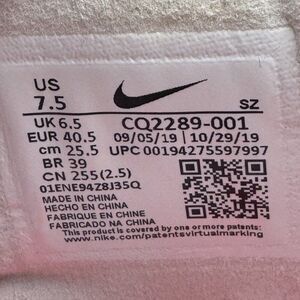 US
7.5 SZ
UK 6.5 CQ2289-001
EUR 40.5 09/05/19 | 10/29/19
cm 25.5 UPC 00194275597997
BR 39
CN 255(2.5)
01ENE94Z8J35Q
MADE IN CHINA
HECHO EN CHINA
FABRIQUE EN CHINE
FABRICADO NA CHINA
This product is covered by one or more patents:
www.nike.com/patentsvirtualmarking